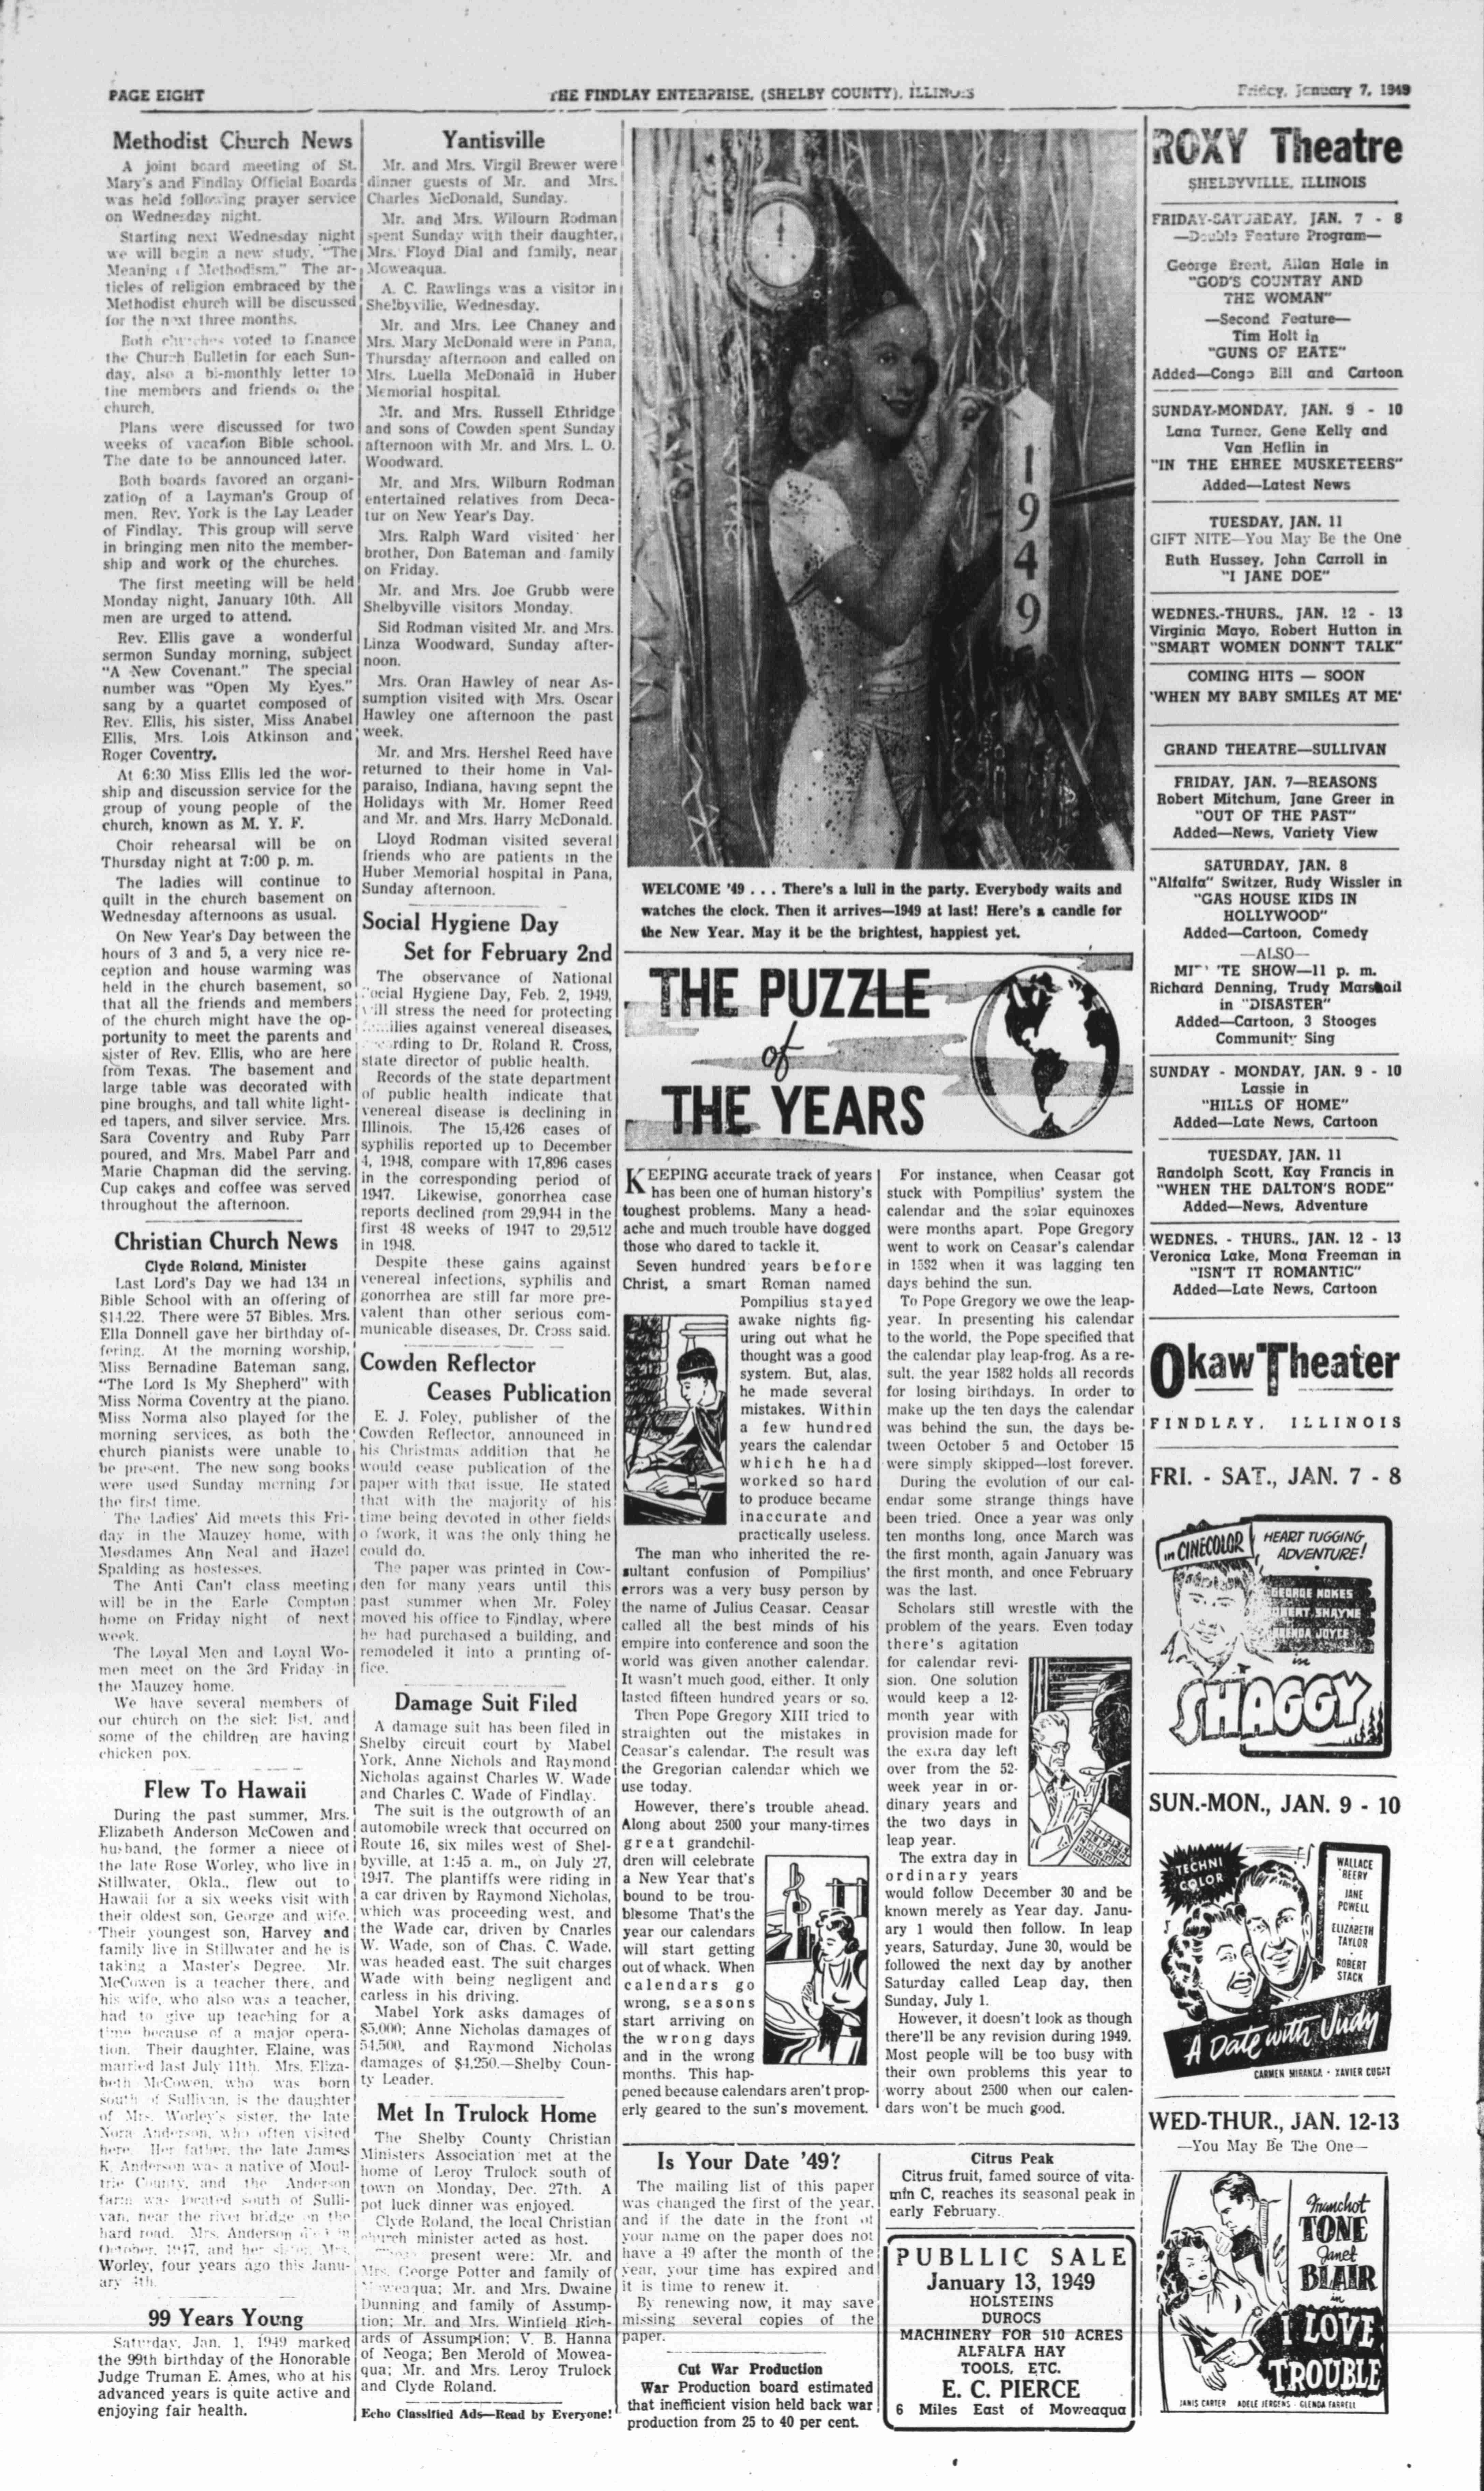 PAGE EIGHT
THE FINDLAY ENTERPRISE, (SHELBY COUNTY), ILLINOIS
Friday, January 7, 1949
Methodist Church News
A joint board meeting of St.
Mary's and Findlay Official Boards
was held following prayer service
on Wednesday night.
Starting next Wednesday night
we will begin a new study, "The
Meaning of Methodism." The ar-
ticles of religion embraced by the
Methodist church will be discussed
for the next three months.
Both churches voted to finance
the Church Bulletin for each Sun-
day, also a bi-monthly letter to
the members and friends of the
church.
Plans were discussed for two
weeks of vacation Bible school.
The date to be announced later.
Both boards favored an organi-
zation of a Layman's Group of
men. Rev. York is the Lay Leader
of Findlay. This group will serve
in bringing men nito the member-
ship and work of the churches.
The first meeting will be held
Monday night, January 10th. All
men are urged to attend.
Rev. Ellis gave a wonderful
sermon Sunday morning, subject
"A New Covenant." The special
number was "Open My Eyes."
sang by a quartet composed of
Rev. Ellis, his sister, Miss Anabel
Ellis, Mrs. Lois Atkinson and
Roger Coventry.
At 6:30 Miss Ellis led the wor-
ship and discussion service for the
group of young people of the
church, known as M. Y. F.
Choir rehearsal will be on
Thursday night at 7:00 p. m.
The ladies will continue to
quilt in the church basement on
Wednesday afternoons as usual.
On New Year's Day between the
hours of 3 and 5, a very nice re-
ception and house warming was
held in the church basement, so
that all the friends and members
of the church might have the op-
portunity to meet the parents and
sister of Rev. Ellis, who are here
from Texas. The basement and
large table was decorated with
pine broughs, and tall white light-
ed tapers, and silver service. Mrs.
Sara Coventry and Ruby Parr
poured, and Mrs. Mabel Parr and
Marie Chapman did the serving.
Cup cakes and coffee was served
throughout the afternoon.
Christian Church News
Clyde Roland, Minister
Last Lord's Day we had 134 in
Bible School with an offering of
$14.22. There were 57 Bibles. Mrs.
Ella Donnell gave her birthday of-
fering. At the morning worship,
Miss Bernadine Bateman sang,
"The Lord Is My Shepherd" with
Miss Norma Coventry at the piano.
Miss Norma also played for the
morning services, as both the
church pianists were unable to
be present. The new song books
were used Sunday morning for
the first time.
The Ladies' Aid meets this Fri-
day in the Mauzey home, with
Mesdames Ann Neal and Hazel
Spalding as hostesses.
The Anti Can't class meeting
will be in the Earle Compton
home on Friday night of next
week.
The Loyal Men and Loyal Wo-
men meet on the 3rd Friday in
the Mauzey home.
We have several members of
our church on the sick list, and
some of the children are having
chicken pox.
Flew To Hawaii
During the past summer, Mrs.
Elizabeth Anderson McCowen and
husband, the former a niece of
the late Rose Worley, who live in
Stillwater, Okla., flew out to
Hawaii for a six weeks visit with
their oldest son, George and wife.
Their youngest son, Harvey and
family live in Stillwater and he is
taking a Master's Degree. Mr.
McCowen is a teacher there, and
his wife, who also was a teacher,
had to give up teaching for a
time because of a major opera-
tion. Their daughter, Elaine, was
married last July 11th. Mrs. Eliza-
beth McCowen, who was born
south of Sullivan, is the daughter
of Mrs. Worley's sister, the late
Nora Anderson, who often visited
here. Her father, the late James
K. Anderson was a native of Moul-
trie County, and the Anderson
farm was located south of Sulli-
van, near the river bridge on the
hard road. Mrs. Anderson died in
October, 1947, and her sister, Mrs.
Worley, four years ago this Janu-
ary 4th.
99 Years Young
Saturday, Jan. 1, 1949 marked
the 99th birthday of the Honorable
Judge Truman E. Ames, who at his
advanced years is quite active and
enjoying fair health.
Yantisville
Mr. and Mrs. Virgil Brewer were
dinner guests of Mr. and Mrs.
Charles McDonald, Sunday.
Mr. and Mrs. Wilburn Rodman
spent Sunday with their daughter,
Mrs. Floyd Dial and family, near
Moweaqua.
A. C. Rawlings was a visitor in
Shelbyville, Wednesday.
Mr. and Mrs. Lee Chaney and
Mrs. Mary McDonald were in Pana,
Thursday afternoon and called on
Mrs. Luella McDonald in Huber
Memorial hospital.
Mr. and Mrs. Russell Ethridge
and sons of Cowden spent Sunday
afternoon with Mr. and Mrs. L. O.
Woodward.
Mr. and Mrs. Wilburn Rodman
entertained relatives from Deca-
tur on New Year's Day.
Mrs. Ralph Ward visited her
brother, Don Bateman and family
on Friday.
Mr. and Mrs. Joe Grubb were
Shelbyville visitors Monday.
Sid Rodman visited Mr. and Mrs.
Linza Woodward, Sunday after-
noon.
Mrs. Oran Hawley of near As-
sumption visited with Mrs. Oscar
Hawley one afternoon the past
week.
Mr. and Mrs. Hershel Reed have
returned to their home in Val-
paraiso, Indiana, having sepnt the
Holidays with Mr. Homer Reed
and Mr. and Mrs. Harry McDonald.
Lloyd Rodman visited several
friends who are patients in the
Huber Memorial hospital in Pana,
Sunday afternoon.
Social Hygiene Day
Set for February 2nd
The observance of National
Social Hygiene Day, Feb. 2, 1949,
will stress the need for protecting
families against venereal diseases,
according to Dr. Roland R. Cross,
state director of public health.
Records of the state department
of public health indicate that
venereal disease is declining in
Illinois. The 15,426 cases of
syphilis reported up to December
4, 1948, compare with 17,896 cases
in the corresponding period of
1947. Likewise, gonorrhea case
reports declined from 29,944 in the
first 48 weeks of 1947 to 29,512
in 1948.
Despite these gains against
venereal infections, syphilis and
gonorrhea are still far more pre-
valent than other serious com-
municable diseases, Dr. Cross said.
Cowden Reflector
Ceases Publication
E. J. Foley, publisher of the
Cowden Reflector, announced in
his Christmas addition that he
would cease publication of the
paper with that issue. He stated
that with the majority of his
time being devoted in other fields
o fwork, it was the only thing he
could do.
The paper was printed in Cow-
den for many years until this
past summer when Mr. Foley
moved his office to Findlay, where
he had purchased a building, and
remodeled it into a printing of-
fice.
Damage Suit Filed
A damage suit has been filed in
Shelby circuit court by Mabel
York, Anne Nichols and Raymond
Nicholas against Charles W. Wade
and Charles C. Wade of Findlay.
The suit is the outgrowth of an
automobile wreck that occurred on
Route 16, six miles west of Shel-
byville, at 1:45 a. m., on July 27,
1947. The plantiffs were riding in
a car driven by Raymond Nicholas,
which was proceeding west, and
the Wade car, driven by Cnarles
W. Wade, son of Chas. C. Wade,
was headed east. The suit charges
Wade with being negligent and
carless in his driving.
Mabel York asks damages of
$5,000; Anne Nicholas damages of
$4,500, and Raymond Nicholas
damages of $4,250.—Shelby Coun-
ty Leader.
Met In Trulock Home
The Shelby County Christian
Ministers Association met at the
home of Leroy Trulock south of
town on Monday, Dec. 27th. A
pot luck dinner was enjoyed.
Clyde Roland, the local Christian
church minister acted as host.
present were: Mr. and
Mrs. George Potter and family of
Moweaqua; Mr. and Mrs. Dwaine
Dunning and family of Assump-
tion; Mr. and Mrs. Winfield Rich-
ards of Assumption; V. B. Hanna
of Neoga; Ben Merold of Mowea-
qua; Mr. and Mrs. Leroy Trulock
and Clyde Roland.
Echo Classified Ads—Read by Everyone!
1949
WELCOME '49 . . . There's a lull in the party. Everybody waits and
watches the clock. Then it arrives—1949 at last! Here's a candle for
the New Year. May it be the brightest, happiest yet.
THE PUZZLE
of
THE YEARS
KEEPING accurate track of years
has been one of human history's
toughest problems. Many a head-
ache and much trouble have dogged
those who dared to tackle it.
Seven hundred years before
Christ, a smart Roman named
Pompilius stayed
awake nights fig-
uring out what he
thought was a good
system. But, alas,
he made several
mistakes. Within
a few hundred
years the calendar
which he had
worked so hard
to produce became
inaccurate and
practically useless.
The man who inherited the re-
sultant confusion of Pompilius'
errors was a very busy person by
the name of Julius Ceasar. Ceasar
called all the best minds of his
empire into conference and soon the
world was given another calendar.
It wasn't much good, either. It only
lasted fifteen hundred years or so.
Then Pope Gregory XIII tried to
straighten out the mistakes in
Ceasar's calendar. The result was
the Gregorian calendar which we
use today.
However, there's trouble ahead.
Along about 2500 your many-times
great grandchil-
dren will celebrate
a New Year that's
bound to be trou-
blesome That's the
year our calendars
will start getting
out of whack. When
calendars go
wrong, seasons
start arriving on
the wrong days
and in the wrong
months. This hap-
pened because calendars aren't prop-
erly geared to the sun's movement.
For instance, when Ceasar got
stuck with Pompilius' system the
calendar and the solar equinoxes
were months apart. Pope Gregory
went to work on Ceasar's calendar
in 1582 when it was lagging ten
days behind the sun.
To Pope Gregory we owe the leap-
year. In presenting his calendar
to the world, the Pope specified that
the calendar play leap-frog. As a re-
sult, the year 1582 holds all records
for losing birthdays. In order to
make up the ten days the calendar
was behind the sun, the days be-
tween October 5 and October 15
were simply skipped—lost forever.
During the evolution of our cal-
endar some strange things have
been tried. Once a year was only
ten months long, once March was
the first month, again January was
the first month, and once February
was the last.
Scholars still wrestle with the
problem of the years. Even today
there's agitation
for calendar revi-
sion. One solution
would keep a 12-
month year with
provision made for
the extra day left
over from the 52-
week year in or-
dinary years and
the two days in
leap year.
The extra day in
ordinary years
would follow December 30 and be
known merely as Year day. Janu-
ary 1 would then follow. In leap
years, Saturday, June 30, would be
followed the next day by another
Saturday called Leap day, then
Sunday, July 1.
However, it doesn't look as though
there'll be any revision during 1949.
Most people will be too busy with
their own problems this year to
worry about 2500 when our calen-
dars won't be much good.
Is Your Date '49?
The mailing list of this paper
was changed the first of the year,
and if the date in the front of
your name on the paper does not
have a 49 after the month of the
year, your time has expired and
it is time to renew it.
By renewing now, it may save
missing several copies of the
paper.
Cut War Production
War Production board estimated
that inefficient vision held back war
production from 25 to 40 per cent.
Citrus Peak
Citrus fruit, famed source of vita-
min C, reaches its seasonal peak in
early February.
PUBLLIC SALE
January 13, 1949
HOLSTEINS
DUROCS
MACHINERY FOR 510 ACRES
ALFALFA HAY
TOOLS, ETC.
E. C. PIERCE
6 Miles East of Moweaqua
ROXY Theatre
SHELBYVILLE, ILLINOIS
FRIDAY-SATURDAY, JAN. 7 - 8
—Double Feature Program—
George Brent, Allan Hale in
"GOD'S COUNTRY AND
THE WOMAN"
—Second Feature—
Tim Holt in
"GUNS OF HATE"
Added—Congo Bill and Cartoon
SUNDAY-MONDAY, JAN. 9 - 10
Lana Turner, Gene Kelly and
Van Heflin in
"IN THE EHREE MUSKETEERS"
Added—Latest News
TUESDAY, JAN. 11
GIFT NITE—You May Be the One
Ruth Hussey, John Carroll in
"I JANE DOE"
WEDNES.-THURS., JAN. 12 - 13
Virginia Mayo, Robert Hutton in
"SMART WOMEN DONN'T TALK"
COMING HITS — SOON
'WHEN MY BABY SMILES AT ME'
GRAND THEATRE—SULLIVAN
FRIDAY, JAN. 7—REASONS
Robert Mitchum, Jane Greer in
"OUT OF THE PAST"
Added—News, Variety View
SATURDAY, JAN. 8
"Alfalfa" Switzer, Rudy Wissler in
"GAS HOUSE KIDS IN
HOLLYWOOD"
Added—Cartoon, Comedy
—ALSO—
SHOW—11 p. m.
Richard Denning, Trudy Marshall
in "DISASTER"
Added—Cartoon, 3 Stooges
Community Sing
SUNDAY - MONDAY, JAN. 9 - 10
Lassie in
"HILLS OF HOME"
Added—Late News, Cartoon
TUESDAY, JAN. 11
Randolph Scott, Kay Francis in
"WHEN THE DALTON'S RODE"
Added—News, Adventure
WEDNES. - THURS., JAN. 12 - 13
Veronica Lake, Mona Freeman in
"ISN'T IT ROMANTIC"
Added—Late News, Cartoon
Okaw Theater
FINDLAY, ILLINOIS
FRI. - SAT., JAN. 7 - 8
in CINECOLOR
HEART TUGGING
ADVENTURE!
GEORGE NOKES
ROBERT SHAYNE
BRENDA JOYCE
in
SHAGGY
SUN.-MON., JAN. 9 - 10
TECHNI
COLOR
WALLACE
BEERY
JANE
POWELL
ELIZABETH
TAYLOR
ROBERT
STACK
A Date with Judy
CARMEN MIRANDA · XAVIER CUGAT
WED-THUR., JAN. 12-13
—You May Be The One—
Franchot
TONE
Janet
BLAIR
in
I LOVE
TROUBLE
JANIS CARTER ADELE JERGENS · GLENDA FARRELL